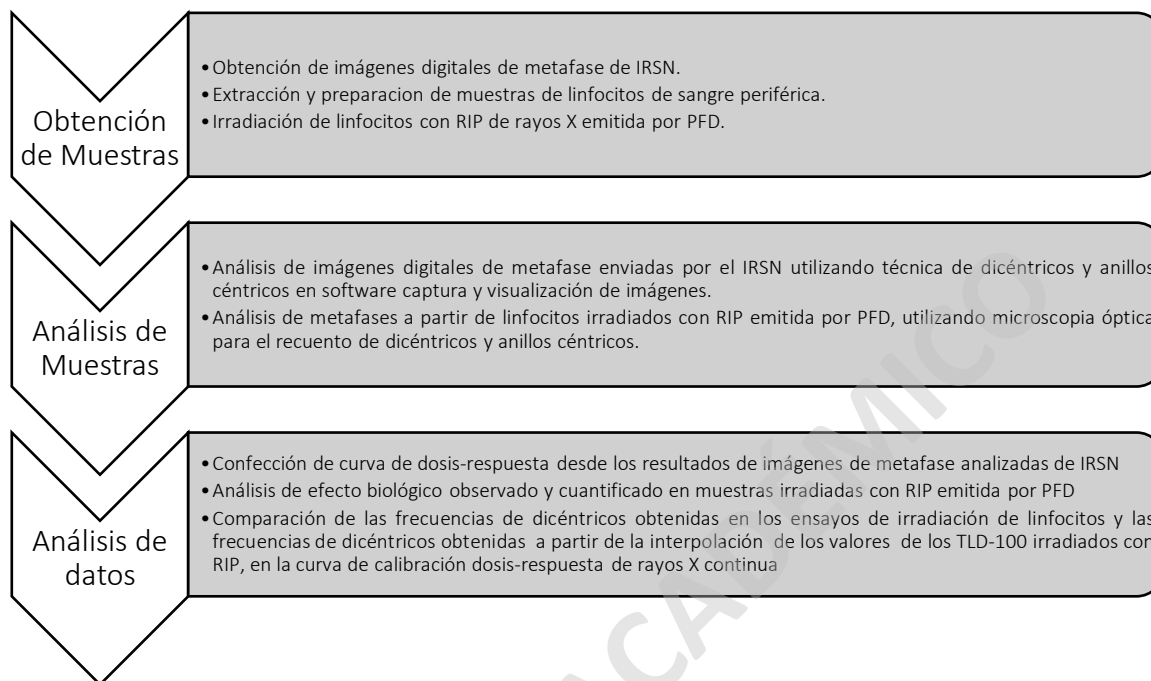 Obtención
de Muestras
•Obtención de imágenes digitales de metafase de IRSN.
•Extracción y preparacion de muestras de linfocitos de sangre periférica.
•Irradiación de linfocitos con RIP de rayos X emitida por PFD.
Análisis de
Muestras
•Análisis de imágenes digitales de metafase enviadas por el IRSN utilizando técnica de dicéntricos y anillos
céntricos en software captura y visualización de imágenes.
•Análisis de metafases a partir de linfocitos irradiados con RIP emitida por PFD, utilizando microscopia óptica
para el recuento de dicéntricos y anillos céntricos.
Análisis de
datos
•Confección de curva de dosis-respuesta desde los resultados de imágenes de metafase analizadas de IRSN
•Análisis de efecto biológico observado y cuantificado en muestras irradiadas con RIP emitida por PFD
•Comparación de las frecuencias de dicéntricos obtenidas en los ensayos de irradiación de linfocitos y las
frecuencias de dicéntricos obtenidas a partir de la interpolación de los valores de los TLD-100 irradiados con
RIP, en la curva de calibración dosis-respuesta de rayos X continua
ACADÉMICO